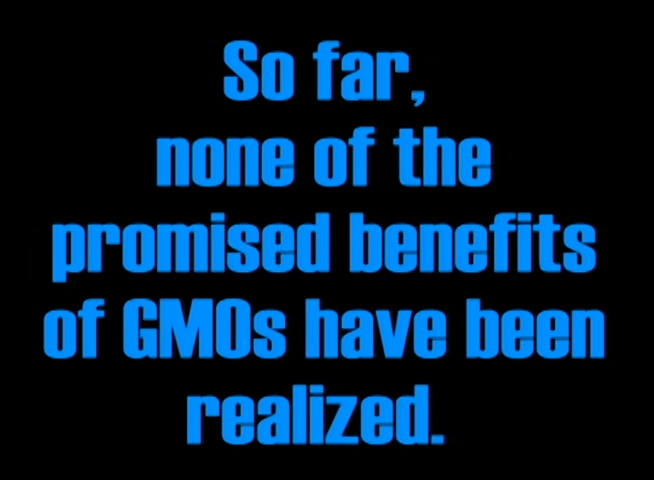 So far,
none of the
promised benefits
of GMOs have been
realized.